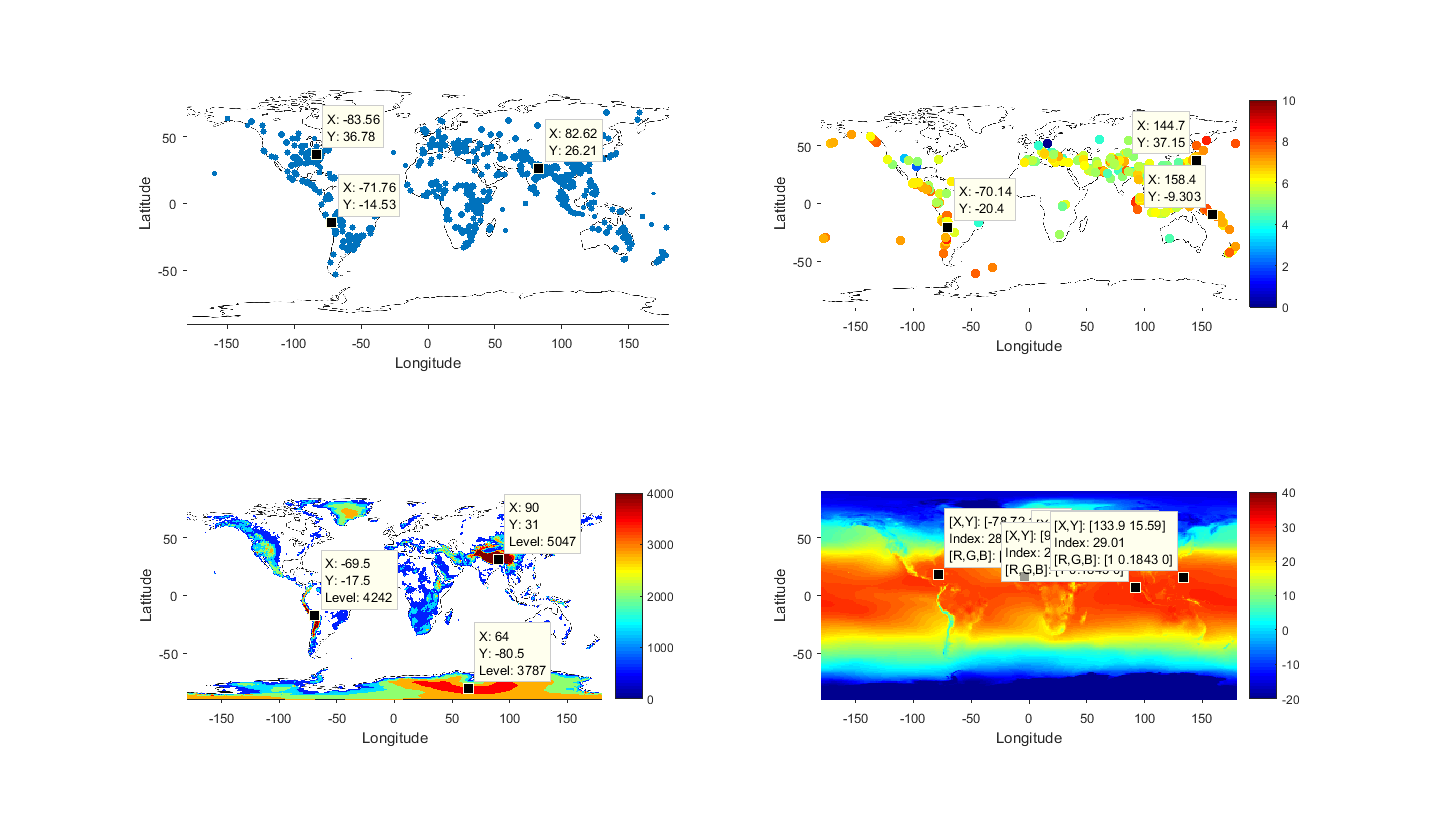 X: -83.56
Y: 36.78
X: 82.62
Y: 26.21
X: -71.76
Y: -14.53
50
0
-50
Latitude
-150
-100
-50
0
50
100
150
Longitude
X: 144.7
Y: 37.15
X: 158.4
Y: -9.303
X: -70.14
Y: -20.4
50
0
-50
Latitude
-150
-100
-50
0
50
100
150
Longitude
10
8
6
4
2
0
X: 90
Y: 31
Level: 5047
X: -69.5
Y: -17.5
Level: 4242
X: 64
Y: -80.5
Level: 3787
50
0
-50
Latitude
-150
-100
-50
0
50
100
150
Longitude
4000
3000
2000
1000
0
[X,Y]: [-78.72
Index: 28
[R,G,B]: [
[X,Y]: [9
Index: 2
[R,G,B]: [1 0.1843 0]
[X,Y]: [133.9 15.59]
Index: 29.01
[R,G,B]: [1 0.1843 0]
50
0
-50
Latitude
-150
-100
-50
0
50
100
150
Longitude
40
30
20
10
0
-10
-20